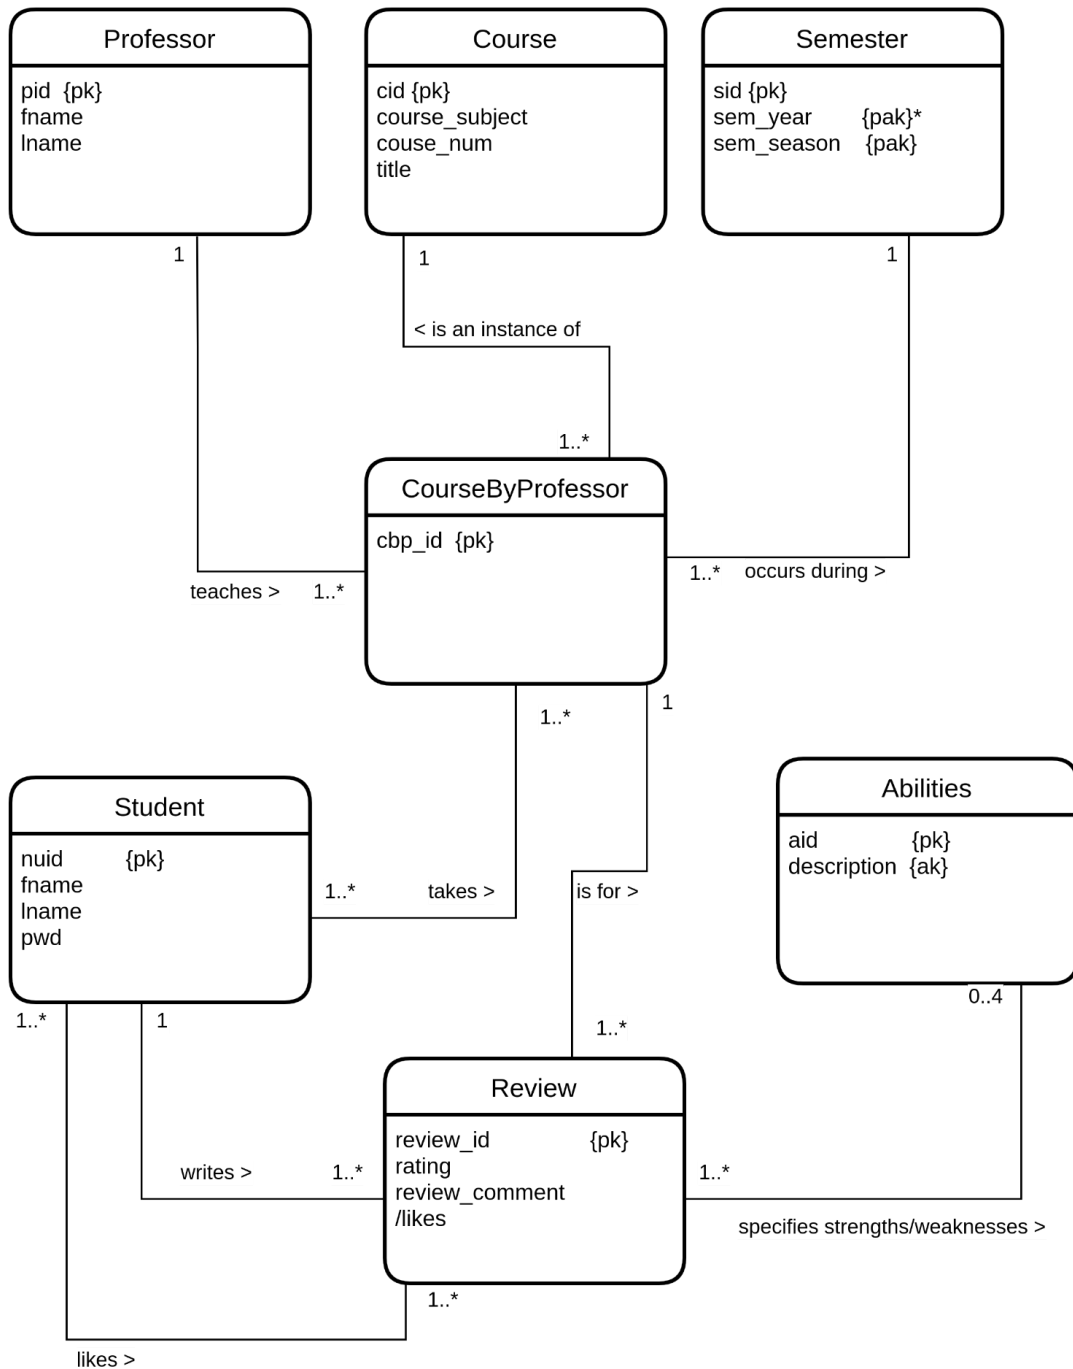 Professor
pid {pk}
fname
lname
Course
cid {pk}
course_subject
couse_num
title
Semester
sid {pk}
sem_year {pak}*
sem_season {pak}
1
1
1
< is an instance of
1..*
CourseByProfessor
cbp_id {pk}
teaches >
1..*
1..*
occurs during >
1..*
1
Student
nuid {pk}
fname
lname
pwd
1..*
takes >
is for >
Abilities
aid {pk}
description {ak}
0..4
1..*
1
1..*
Review
review_id {pk}
rating
review_comment
/likes
writes >
1..*
1..*
specifies strengths/weaknesses >
1..*
likes >